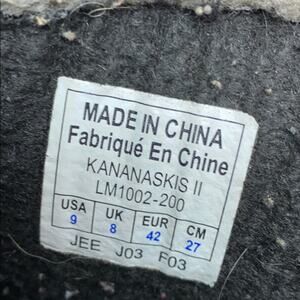 MADE IN CHINA
Fabriqué En Chine
KANANASKIS II
LM1002-200
USA UK EUR CM
9 8 42 27
JEE J03 F03